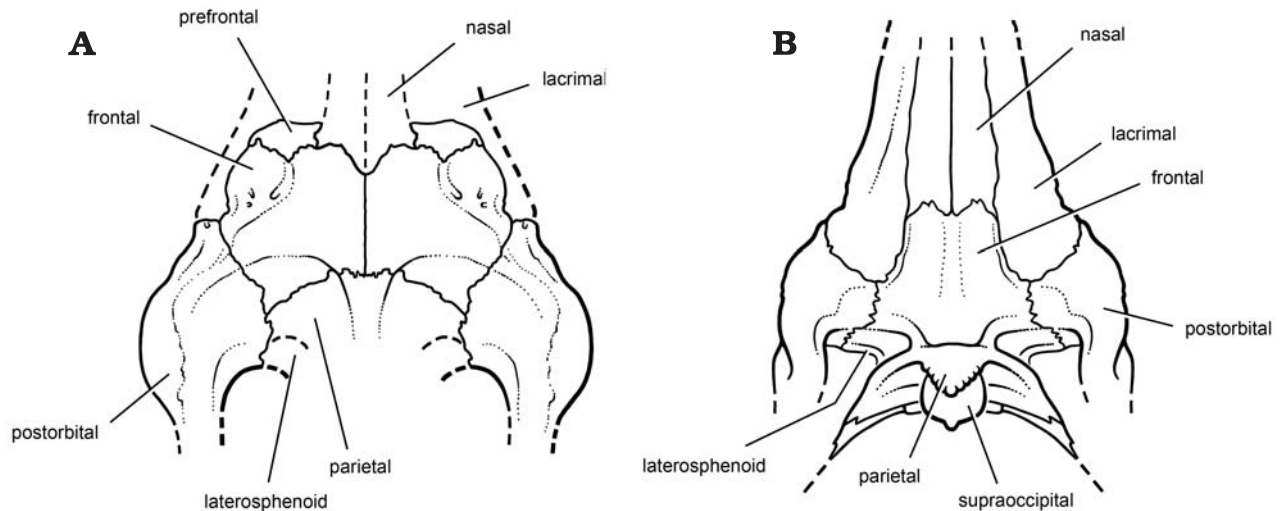 A
prefrontal
nasal
lacrimal
frontal
postorbital
parietal
laterosphenoid
B
nasal
lacrimal
frontal
postorbital
laterosphenoid
parietal
supraoccipital